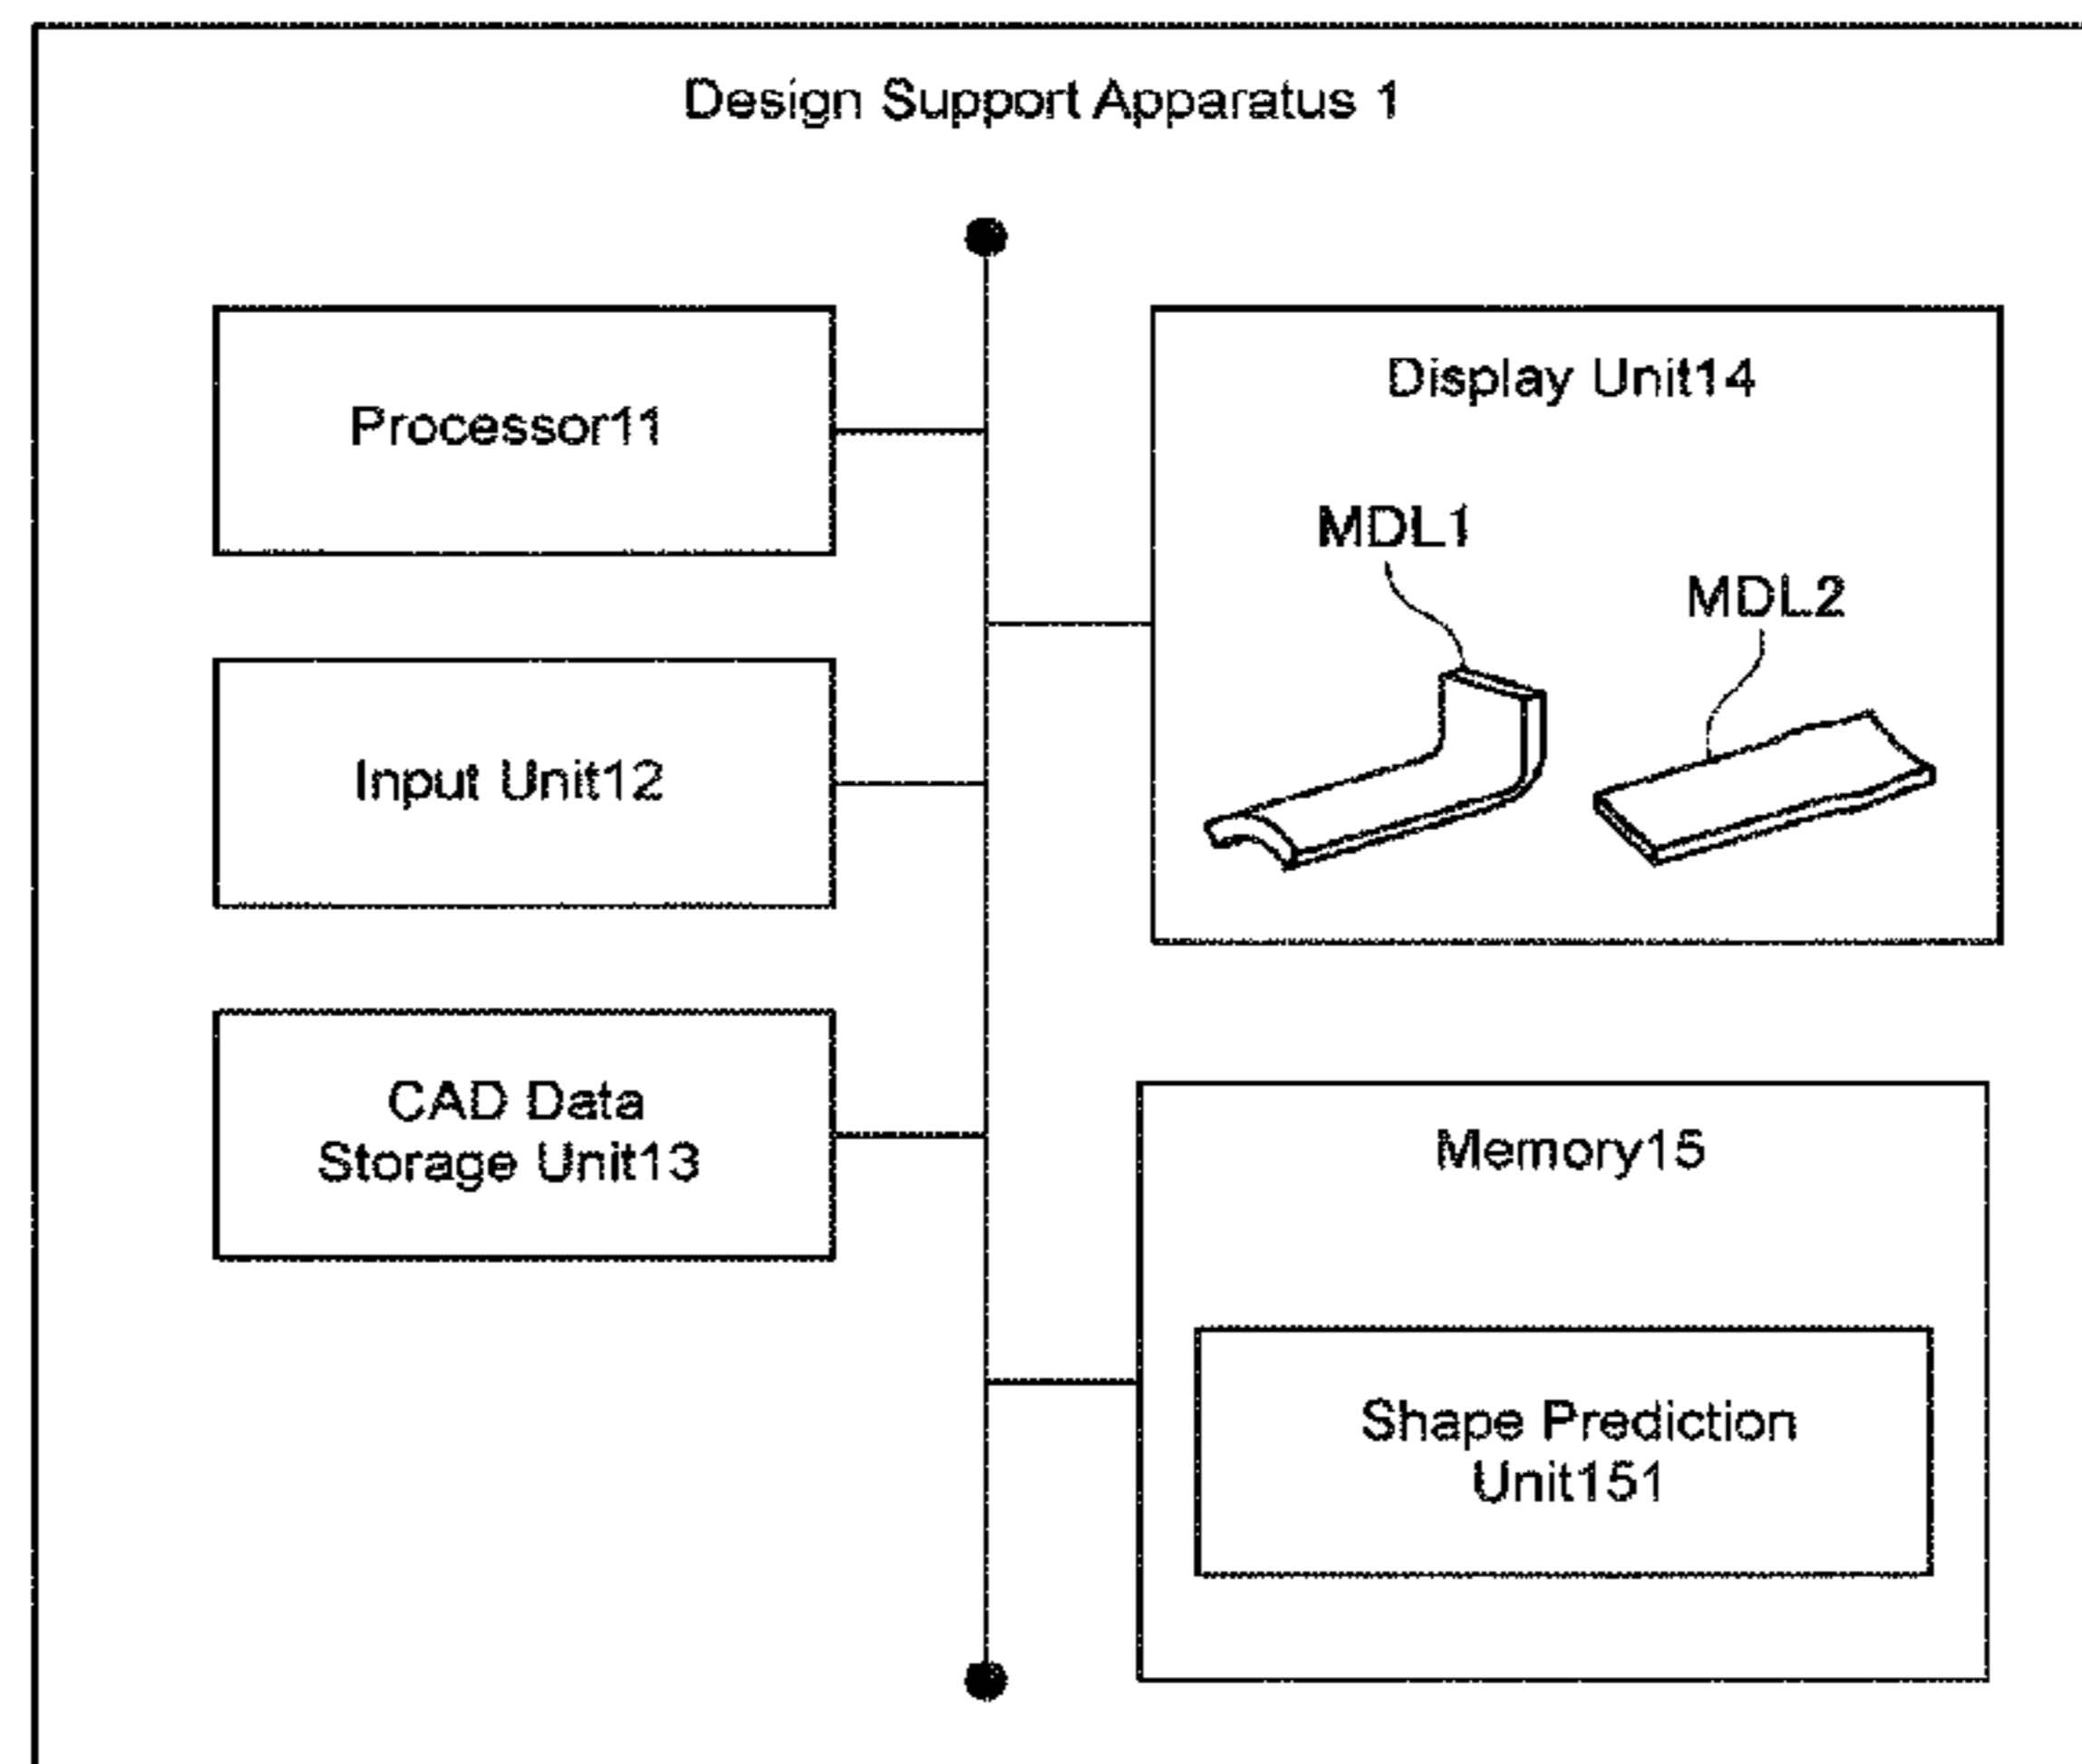 Design Support Apparatus 1
Processor11
Input Unit12
CAD Data
Storage Unit13
Display Unit14
MDL1
MDL2
Memory15
Shape Prediction
Unit151